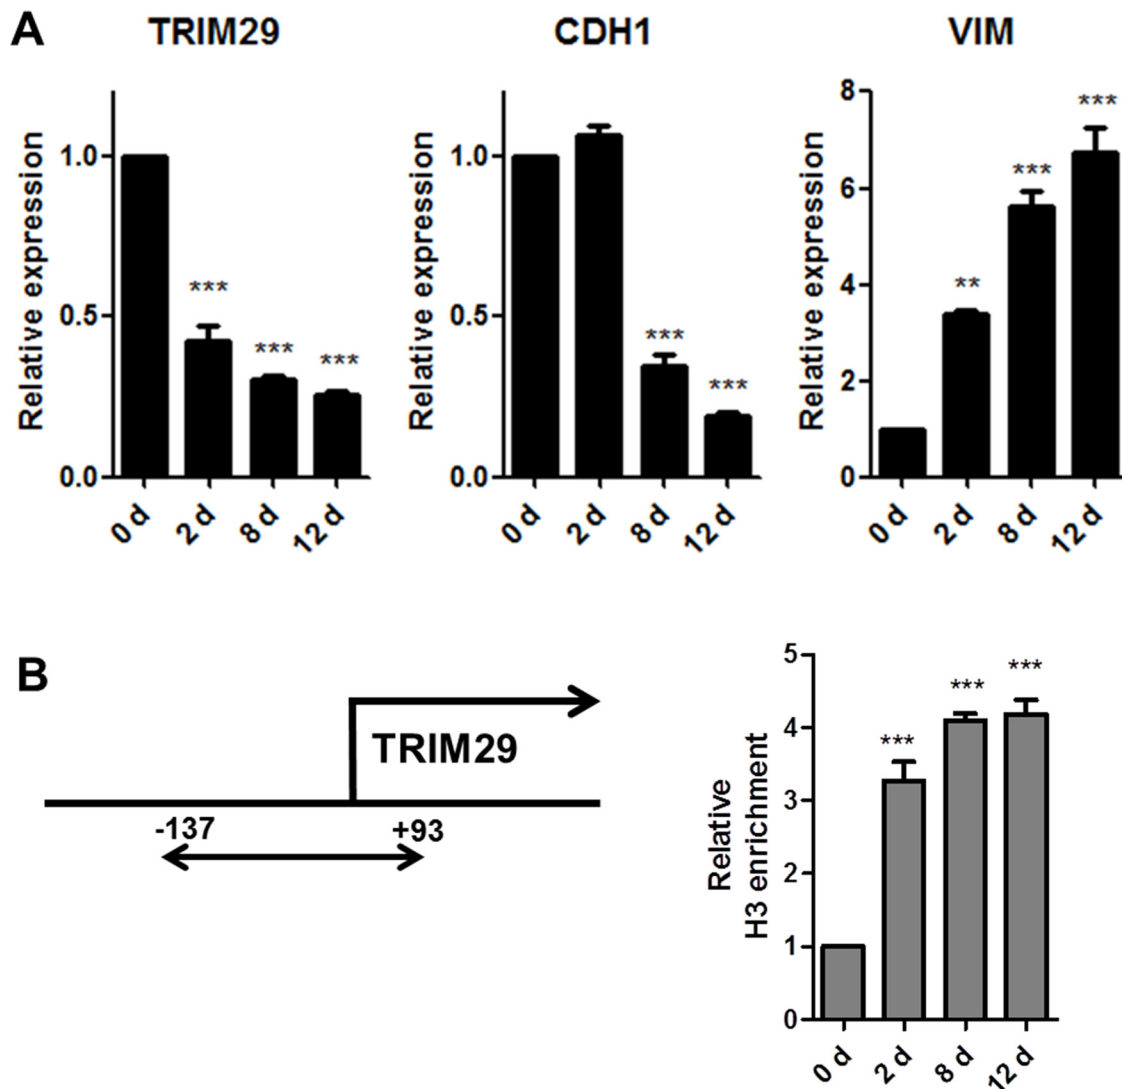 A
TRIM29
CDH1
VIM
Relative expression
1.0
0.5
0.0
***
***
***
0 d
2 d
8 d
12 d
Relative expression
1.0
0.5
0.0
***
***
0 d
2 d
8 d
12 d
Relative expression
8
6
4
2
0
**
***
***
0 d
2 d
8 d
12 d
B
TRIM29
-137
+93
Relative
H3 enrichment
5
4
3
2
1
0
***
***
***
0 d
2 d
8 d
12 d